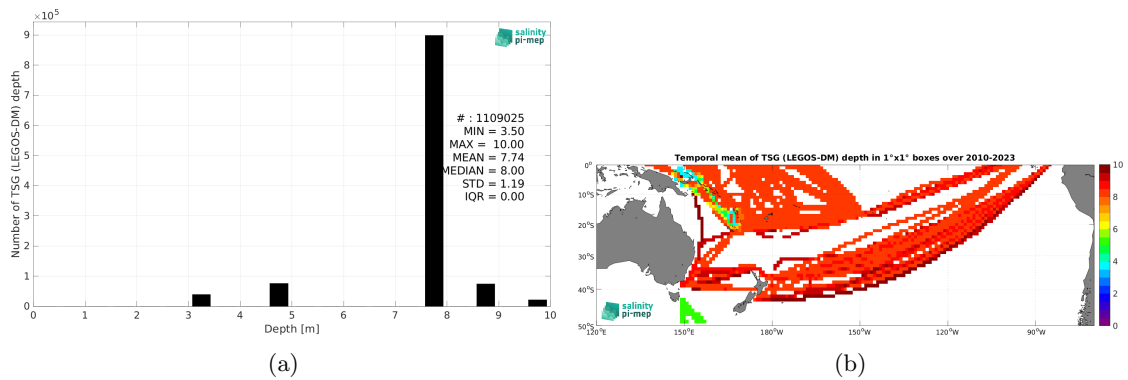 ×10⁵
9
8
7
6
5
4
3
2
1
0
Number of TSG (LEGOS-DM) depth
salinity
pi-mep
# : 1109025
MIN = 3.50
MAX = 10.00
MEAN = 7.74
MEDIAN = 8.00
STD = 1.19
IQR = 0.00
0 1 2 3 4 5 6 7 8 9 10
Depth [m]
(a)
Temporal mean of TSG (LEGOS-DM) depth in 1°x1° boxes over 2010-2023
0°
10°S
20°S
30°S
40°S
50°S
120°E 150°E 180°W 150°W 120°W 90°W
salinity
pi-mep
10
8
6
4
2
0
(b)